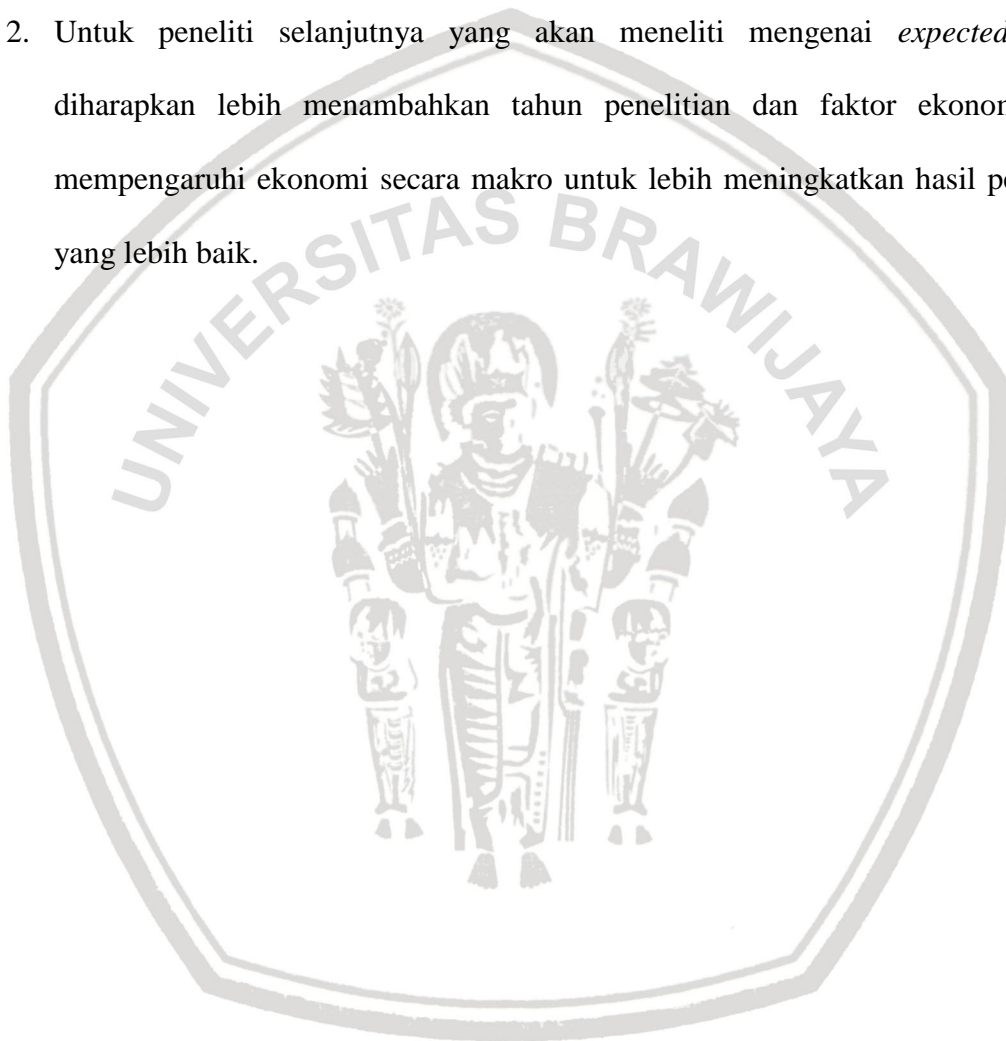 2. Untuk peneliti selanjutnya yang akan meneliti mengenai expected
diharapkan lebih menambahkan tahun penelitian dan faktor ekonom
mempengaruhi ekonomi secara makro untuk lebih meningkatkan hasil pe
yang lebih baik.
UNIVERSITAS BRAWIJAYA